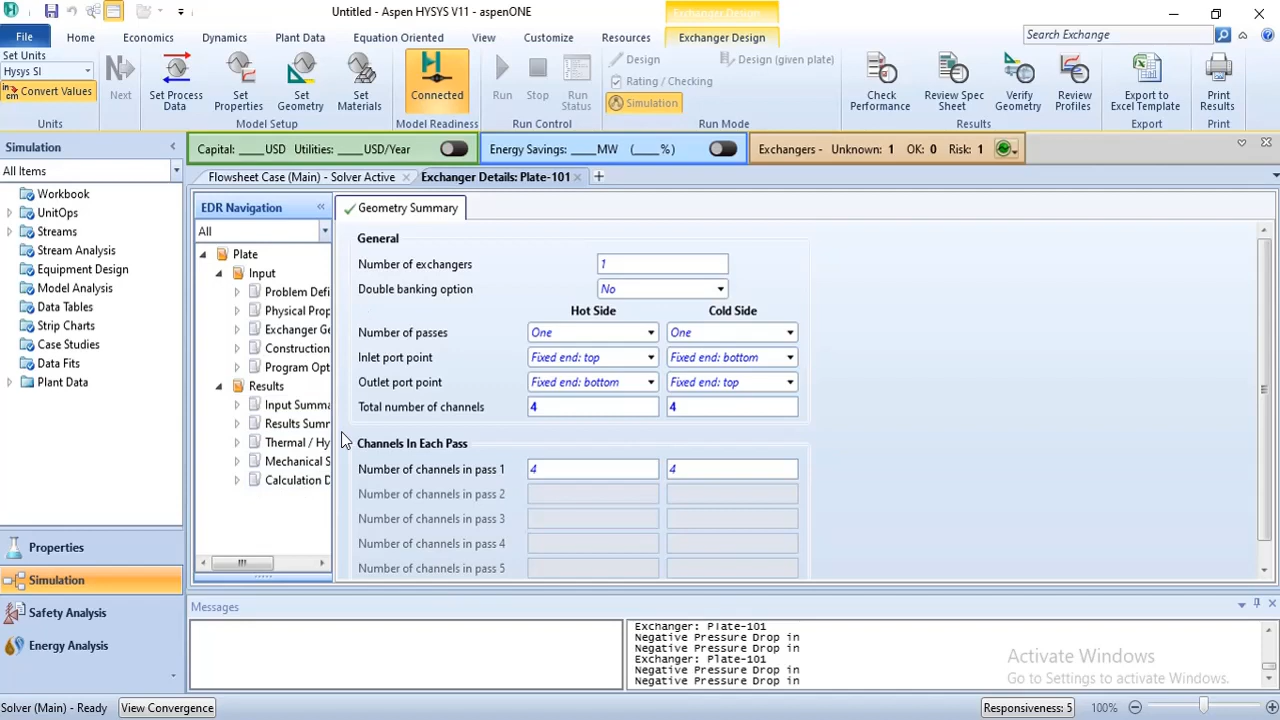 Untitled - Aspen HYSYS V11 - aspenONE
Exchanger Design
File
Home
Economics
Dynamics
Plant Data
Equation Oriented
View
Customize
Resources
Exchanger Design
Search Exchange
Set Units
Hysys SI
Convert Values
Units
Next
Set Process Data
Set Properties
Set Geometry
Set Materials
Model Setup
Connected
Model Readiness
Run
Stop
Run Status
Run Control
Design
Rating / Checking
Simulation
Design (given plate)
Run Mode
Check Performance
Review Spec Sheet
Verify Geometry
Review Profiles
Results
Export to Excel Template
Export
Print Results
Print
Simulation
All Items
Workbook
UnitOps
Streams
Stream Analysis
Equipment Design
Model Analysis
Data Tables
Strip Charts
Case Studies
Data Fits
Plant Data
Properties
Simulation
Safety Analysis
Energy Analysis
Capital: ____USD Utilities: ____USD/Year
Energy Savings: ____MW (____%)
Exchangers - Unknown: 1 OK: 0 Risk: 1
Flowsheet Case (Main) - Solver Active
Exchanger Details: Plate-101
EDR Navigation
All
Plate
Input
Problem Defi
Physical Prop
Exchanger Ge
Construction
Program Opt
Results
Input Summa
Results Summ
Thermal / Hy
Mechanical S
Calculation D
Geometry Summary
General
Number of exchangers 1
Double banking option No
Hot Side Cold Side
Number of passes One One
Inlet port point Fixed end: top Fixed end: bottom
Outlet port point Fixed end: bottom Fixed end: top
Total number of channels 4 4
Channels In Each Pass
Number of channels in pass 1 4 4
Number of channels in pass 2
Number of channels in pass 3
Number of channels in pass 4
Number of channels in pass 5
Messages
Exchanger: Plate-101
Negative Pressure Drop in
Negative Pressure Drop in
Exchanger: Plate-101
Negative Pressure Drop in
Negative Pressure Drop in
Activate Windows
Go to Settings to activate Windows.
Solver (Main) - Ready
View Convergence
Responsiveness: 5
100%